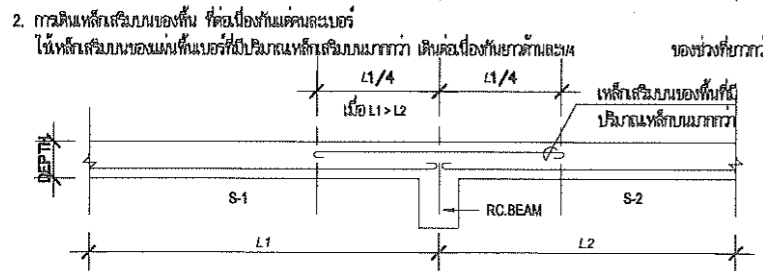 2. การเดินเหล็กเสริมบนของพื้น ที่ต่อเนื่องกันแต่คนละเบอร์
ให้เหล็กเสริมบนของแผ่นพื้นเบอร์ที่มีปริมาณเหล็กเสริมบนมากกว่า เดินต่อเนื่องกันยาวด้านละ1/4 ของช่วงที่ยาวกว่
L1/4
L1/4
เมื่อ L1 > L2
เหล็กเสริมบนของพื้นที่มี
ปริมาณเหล็กบนมากกว่า
DEPTH
S-1
RC.BEAM
S-2
L1
L2